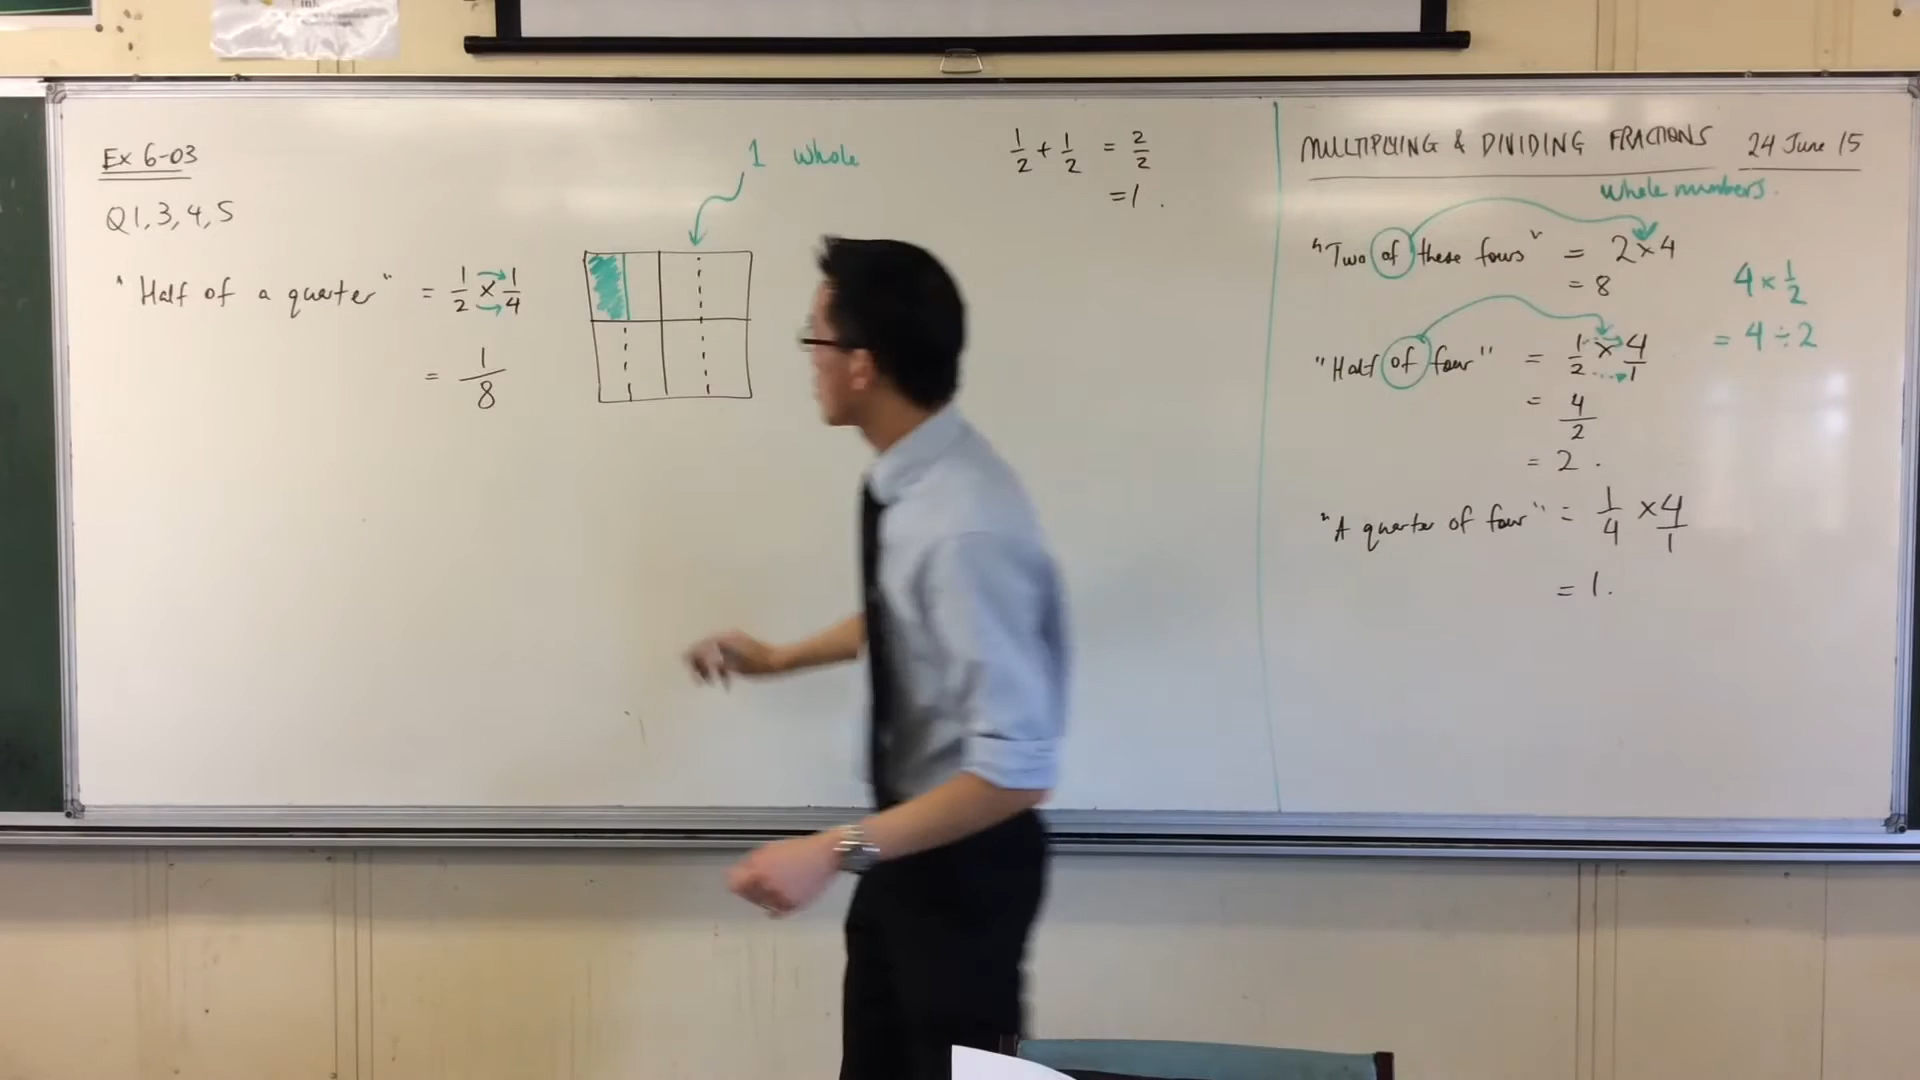 Ex 6-03
Q1, 3, 4, 5
"Half of a quarter" = 1/2 × 1/4
= 1/8
1 whole
1/2 + 1/2 = 2/2
= 1.
MULTIPLYING & DIVIDING FRACTIONS 24 June 15
whole numbers.
"Two of these fours" = 2×4
= 8
"Half of four" = 1/2 × 4/1
= 4/2
= 2.
4 × 1/2
= 4 ÷ 2
"A quarter of four" = 1/4 × 4/1
= 1.